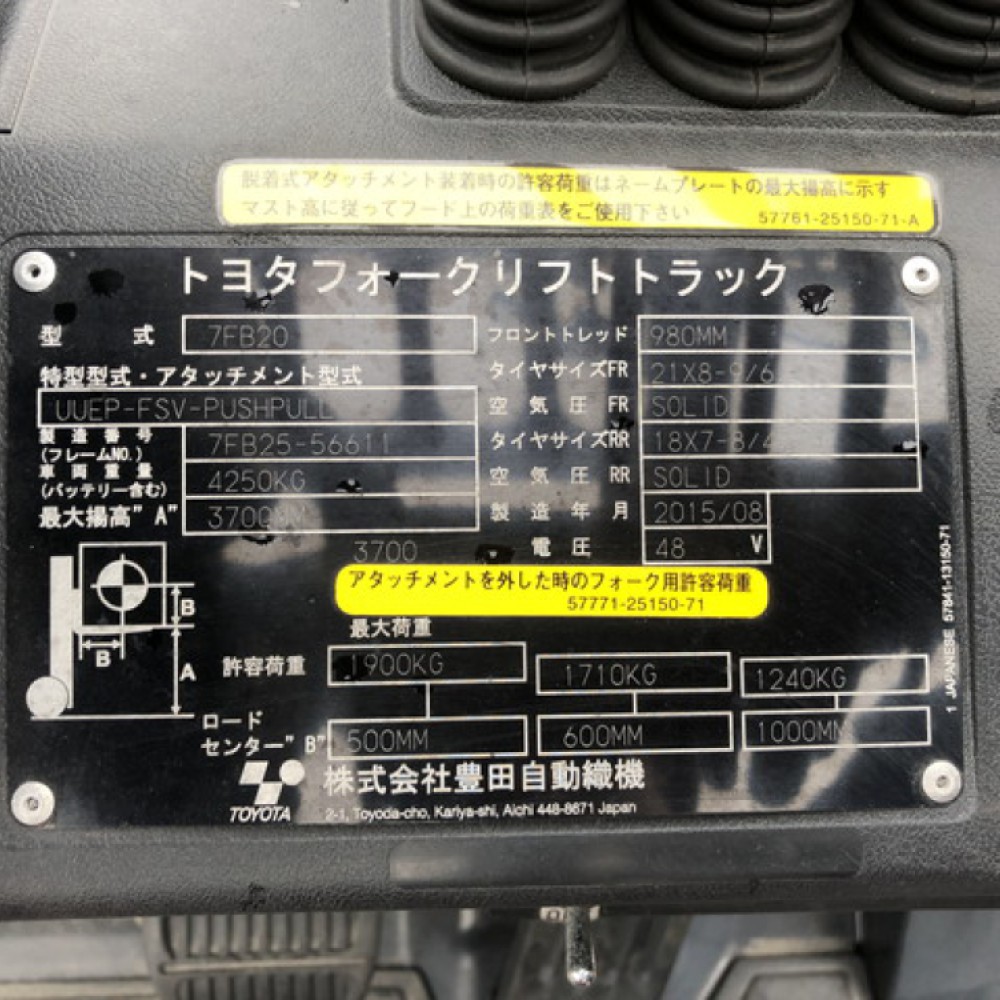 脱着式アタッチメント装着時の許容荷重はネームプレートの最大揚高に示す
マスト高に従ってフード上の荷重表をご使用下さい 57761-25150-71-A
トヨタフォークリフトトラック
型式 7FB20 フロントトレッド 980MM
特型型式・アタッチメント型式 タイヤサイズFR 21X8-9/6
UUEP-FSV-PUSHPULL 空気圧 FR SOLID
製造番号 7FB25-56611 タイヤサイズRR 18X7-8/4
(フレームNO.)
車両重量 4250KG 空気圧 RR SOLID
(バッテリー含む)
最大揚高"A" 3700MM 製造年月 2015/08
3700 電圧 48 V
アタッチメントを外した時のフォーク用許容荷重
57771-25150-71
B
B
A
最大荷重
許容荷重 1900KG 1710KG 1240KG
ロード
センター"B" 500MM 600MM 1000MM
TOYOTA
株式会社豊田自動織機
2-1, Toyoda-cho, Kariya-shi, Aichi 448-8671 Japan
1 JAPANESE 57841-13150-71